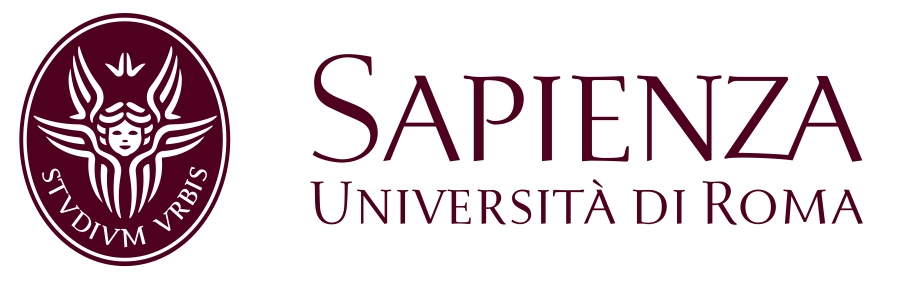 STVDIVM VRBIS
SAPIENZA
UNIVERSITÀ DI ROMA